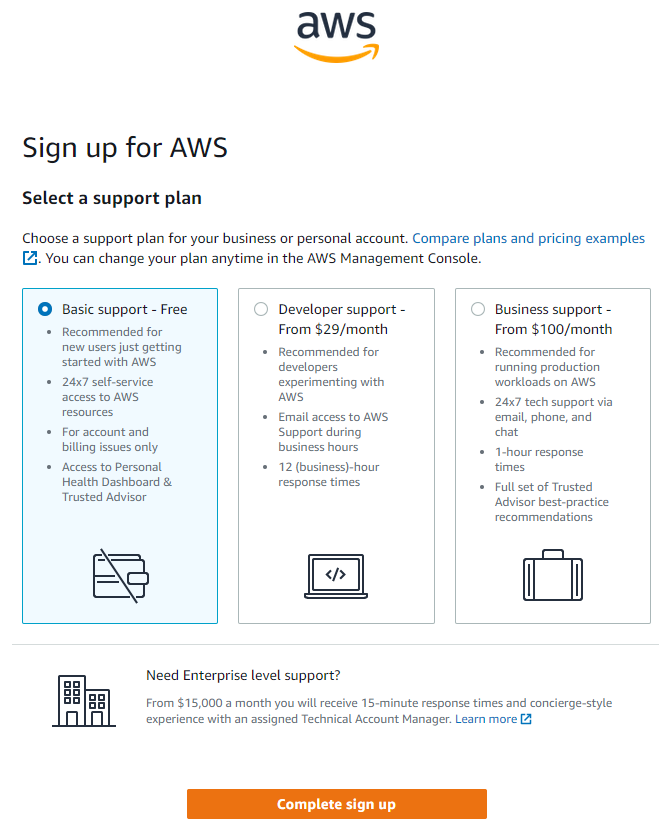 aws
Sign up for AWS
Select a support plan
Choose a support plan for your business or personal account. Compare plans and pricing examples
. You can change your plan anytime in the AWS Management Console.
Basic support - Free
• Recommended for
new users just getting
started with AWS
• 24x7 self-service
access to AWS
resources
• For account and
billing issues only
• Access to Personal
Health Dashboard &
Trusted Advisor
Developer support -
From $29/month
• Recommended for
developers
experimenting with
AWS
• Email access to AWS
Support during
business hours
• 12 (business)-hour
response times
</>
Business support -
From $100/month
• Recommended for
running production
workloads on AWS
• 24x7 tech support via
email, phone, and
chat
• 1-hour response
times
• Full set of Trusted
Advisor best-practice
recommendations
Need Enterprise level support?
From $15,000 a month you will receive 15-minute response times and concierge-style
experience with an assigned Technical Account Manager. Learn more
Complete sign up